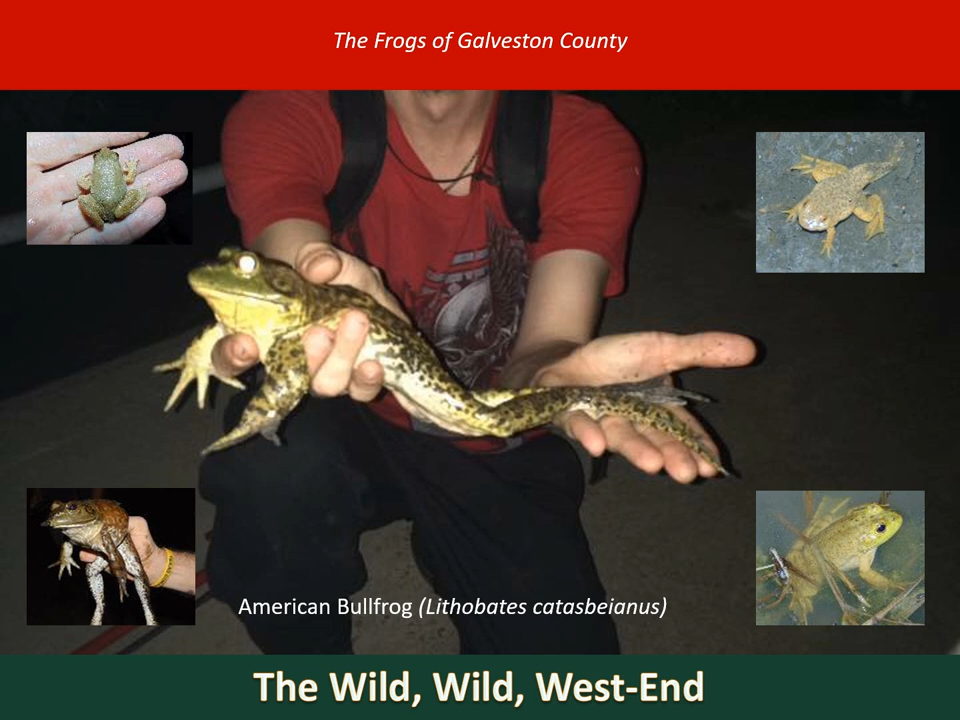 The Frogs of Galveston County
American Bullfrog (Lithobates catasbeianus)
The Wild, Wild, West-End